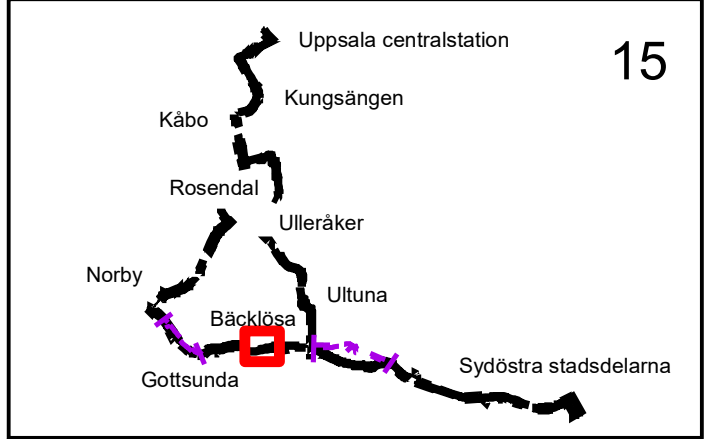 Uppsala centralstation
15
Kungsängen
Kåbo
Rosendal
Ulleråker
Norby
Ultuna
Bäcklösa
Sydöstra stadsdelarna
Gottsunda